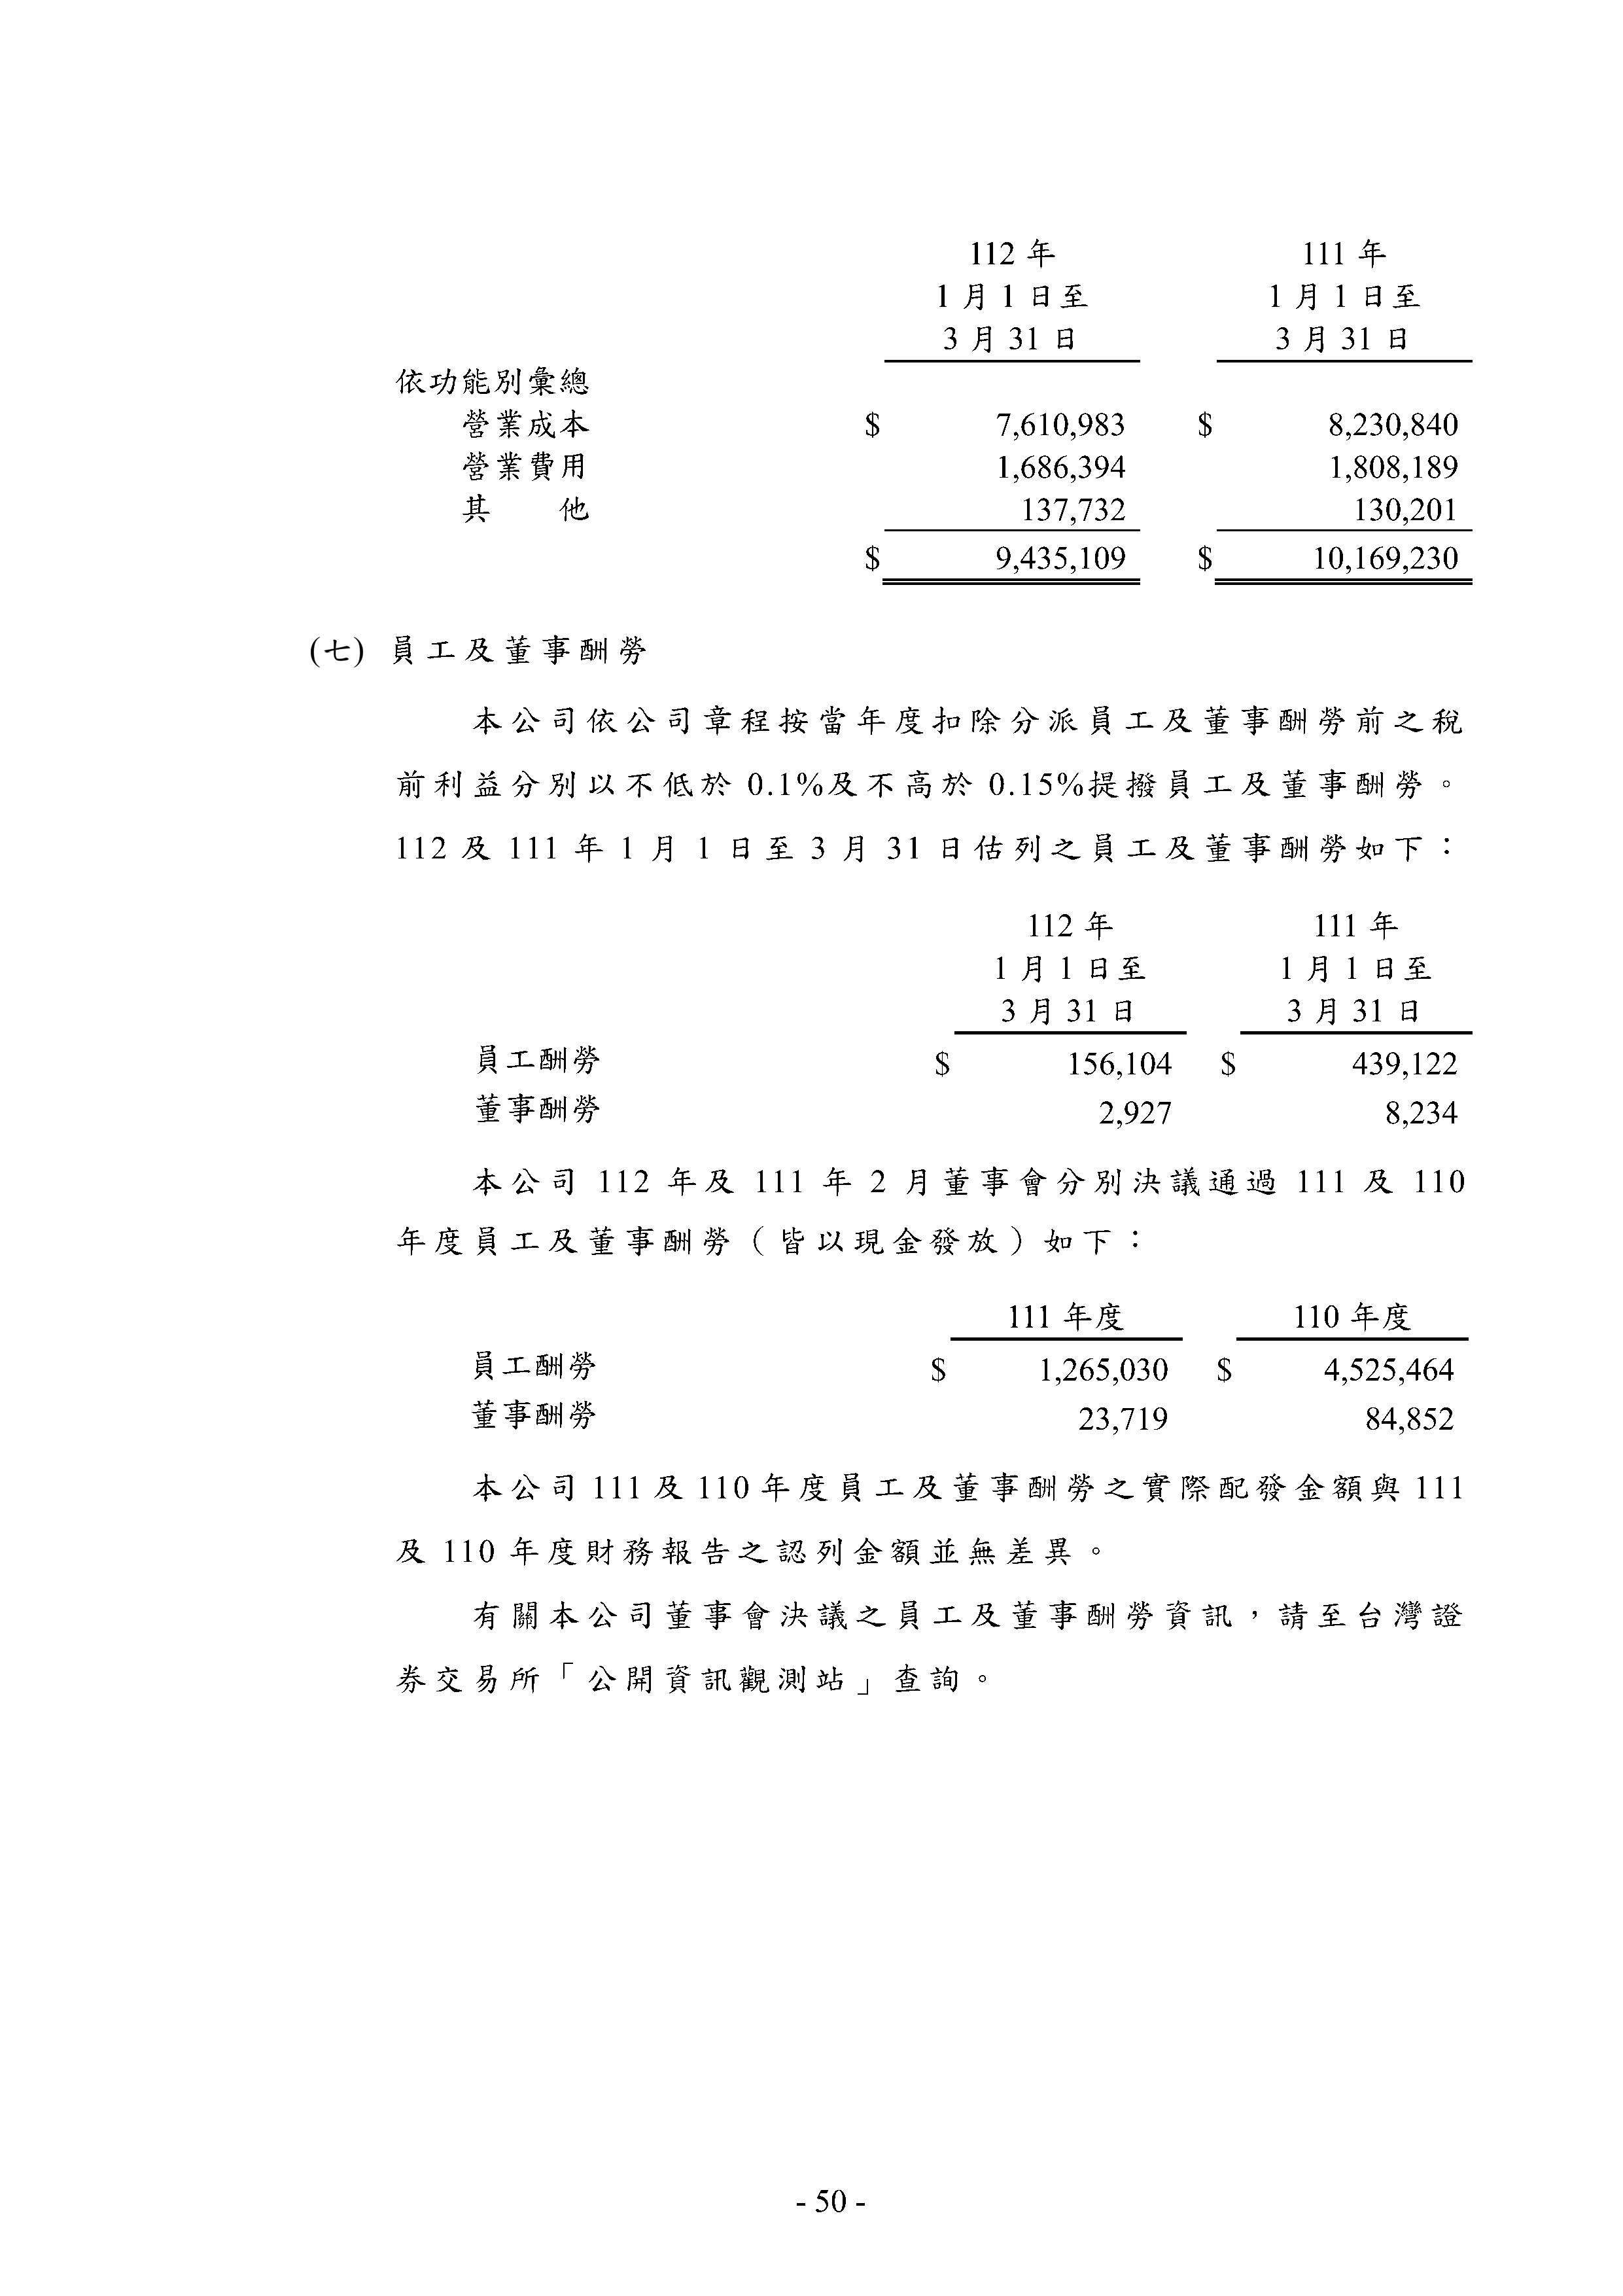 112 年 111 年
1 月 1 日至 1 月 1 日至
3 月 31 日 3 月 31 日
依功能別彙總
營業成本 $ 7,610,983 $ 8,230,840
營業費用 1,686,394 1,808,189
其 他 137,732 130,201
$ 9,435,109 $ 10,169,230
(七) 員工及董事酬勞
本公司依公司章程按當年度扣除分派員工及董事酬勞前之稅
前利益分別以不低於 0.1%及不高於 0.15%提撥員工及董事酬勞。
112 及 111 年 1 月 1 日至 3 月 31 日估列之員工及董事酬勞如下：
112 年 111 年
1 月 1 日至 1 月 1 日至
3 月 31 日 3 月 31 日
員工酬勞 $ 156,104 $ 439,122
董事酬勞 2,927 8,234
本公司 112 年及 111 年 2 月董事會分別決議通過 111 及 110
年度員工及董事酬勞（皆以現金發放）如下：
111 年度 110 年度
員工酬勞 $ 1,265,030 $ 4,525,464
董事酬勞 23,719 84,852
本公司 111 及 110 年度員工及董事酬勞之實際配發金額與 111
及 110 年度財務報告之認列金額並無差異。
有關本公司董事會決議之員工及董事酬勞資訊，請至台灣證
券交易所「公開資訊觀測站」查詢。
- 50 -